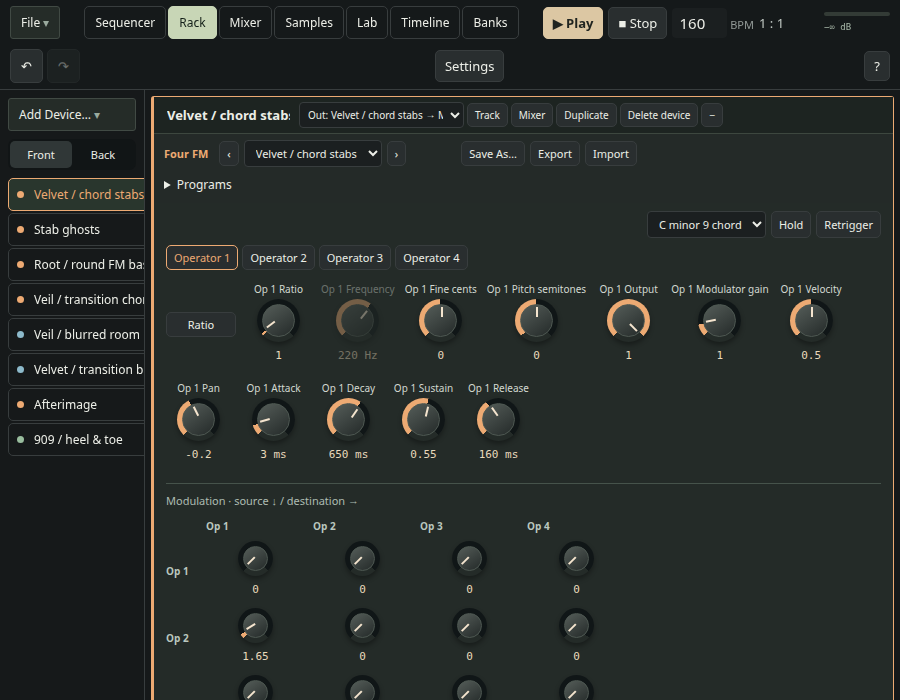 File ▾ Sequencer Rack Mixer Samples Lab Timeline Banks ▶ Play ■ Stop 160 BPM 1 : 1 -∞ dB
↶ ↷ Settings ?
Add Device... ▾
Front Back
Velvet / chord stabs
Stab ghosts
Root / round FM ba
Veil / transition chor
Veil / blurred room
Velvet / transition b
Afterimage
909 / heel & toe
Velvet / chord stab Out: Velvet / chord stabs → M Track Mixer Duplicate Delete device −
Four FM ‹ Velvet / chord stabs › Save As... Export Import
▶ Programs
C minor 9 chord Hold Retrigger
Operator 1 Operator 2 Operator 3 Operator 4
Op 1 Ratio Op 1 Frequency Op 1 Fine cents Op 1 Pitch semitones Op 1 Output Op 1 Modulator gain Op 1 Velocity
Ratio
1 220 Hz 0 0 1 1 0.5
Op 1 Pan Op 1 Attack Op 1 Decay Op 1 Sustain Op 1 Release
-0.2 3 ms 650 ms 0.55 160 ms
Modulation · source ↓ / destination →
Op 1 Op 2 Op 3 Op 4
Op 1
0 0 0 0
Op 2
1.65 0 0 0